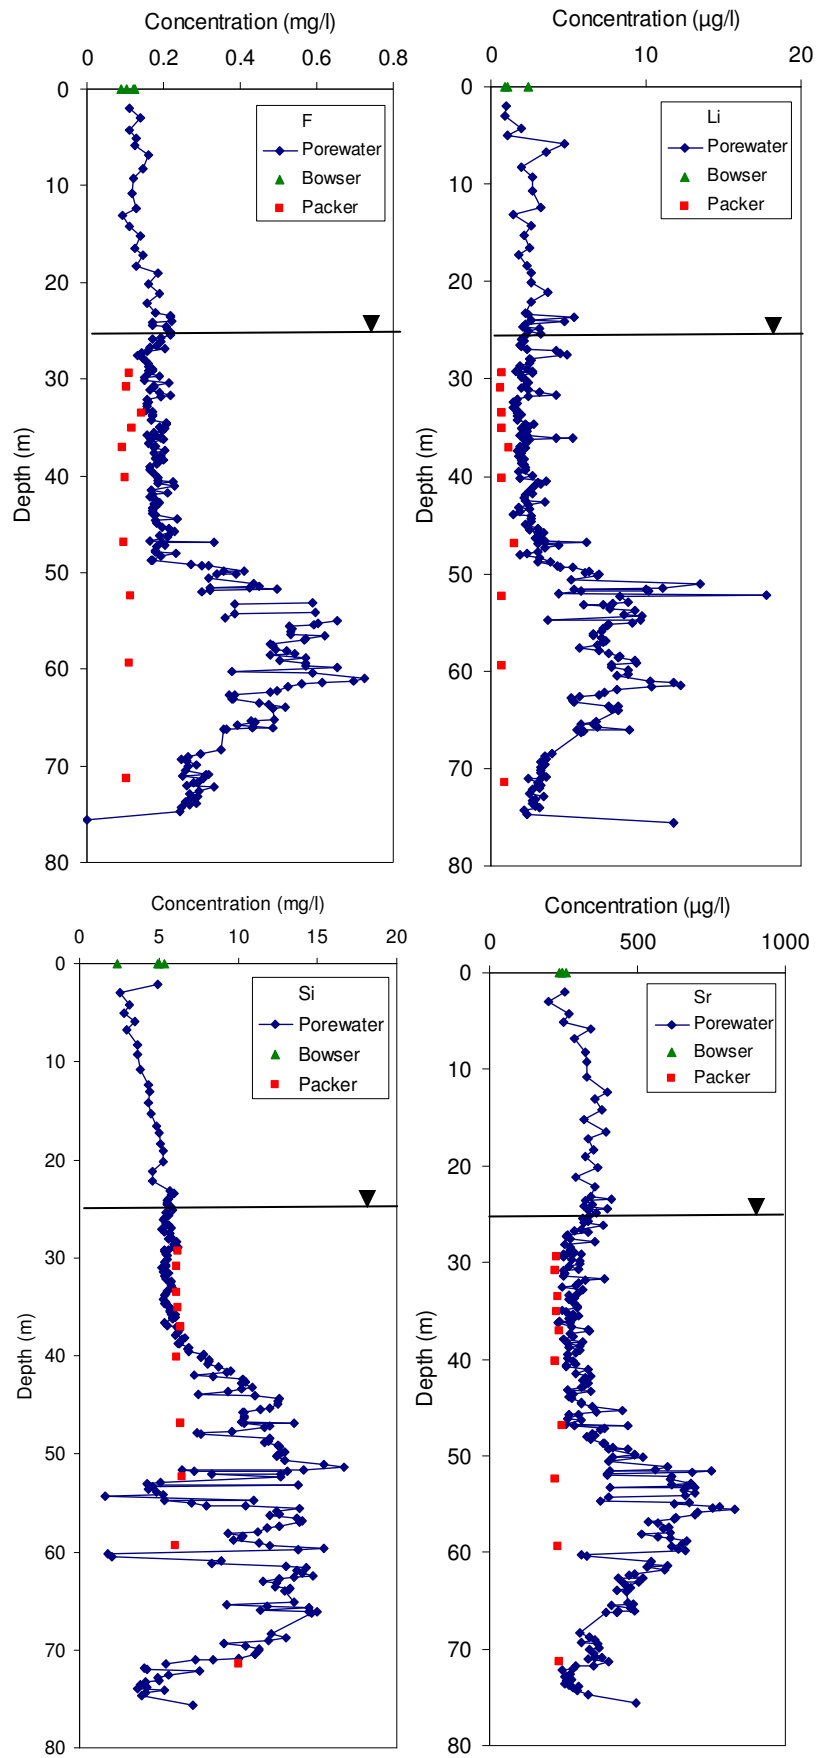 Concentration (mg/l)
0 0.2 0.4 0.6 0.8
0
10
20
30
40
50
60
70
80
Depth (m)
F
Porewater
Bowser
Packer
Concentration (µg/l)
0 10 20
0
10
20
30
40
50
60
70
80
Depth (m)
Li
Porewater
Bowser
Packer
Concentration (mg/l)
0 5 10 15 20
0
10
20
30
40
50
60
70
80
Depth (m)
Si
Porewater
Bowser
Packer
Concentration (µg/l)
0 500 1000
0
10
20
30
40
50
60
70
80
Depth (m)
Sr
Porewater
Bowser
Packer